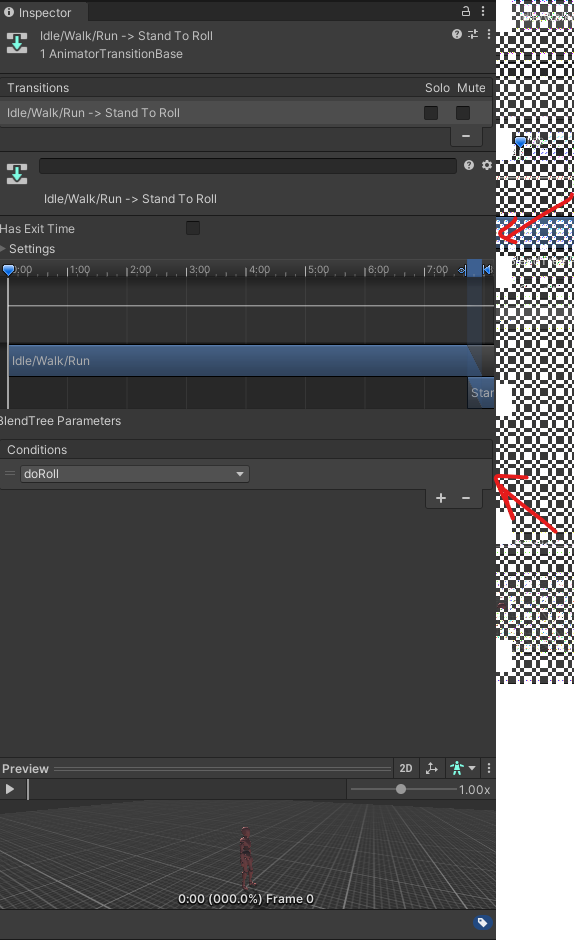 Inspector
Idle/Walk/Run -> Stand To Roll
1 AnimatorTransitionBase
Transitions Solo Mute
Idle/Walk/Run -> Stand To Roll
Idle/Walk/Run -> Stand To Roll
Has Exit Time
Settings
0:00 1:00 2:00 3:00 4:00 5:00 6:00 7:00
Idle/Walk/Run
Stan
BlendTree Parameters
Conditions
doRoll
Preview 2D
1.00x
0:00 (000.0%) Frame 0